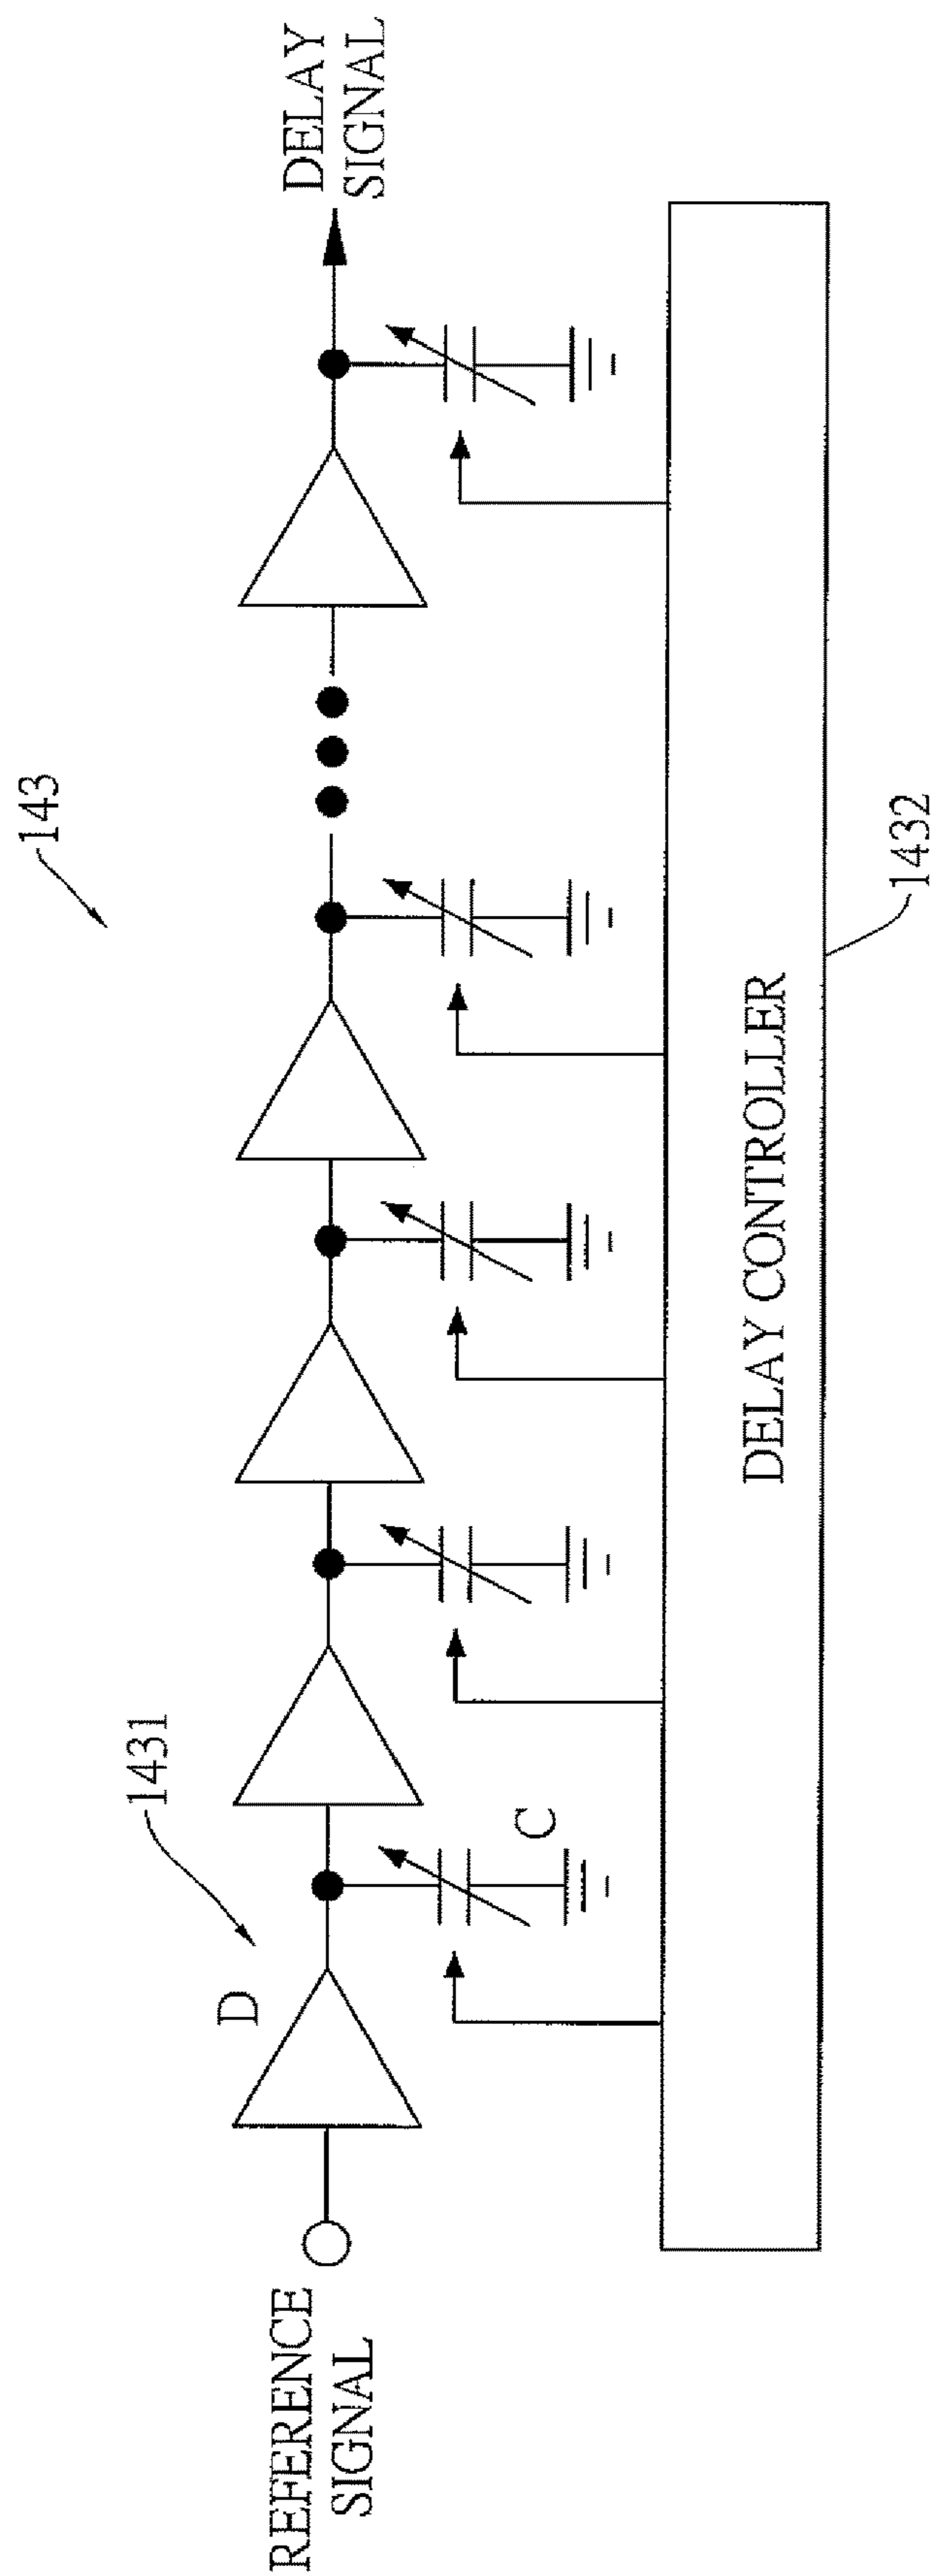 143
1431
D
REFERENCE
SIGNAL
DELAY
SIGNAL
C
DELAY CONTROLLER
1432